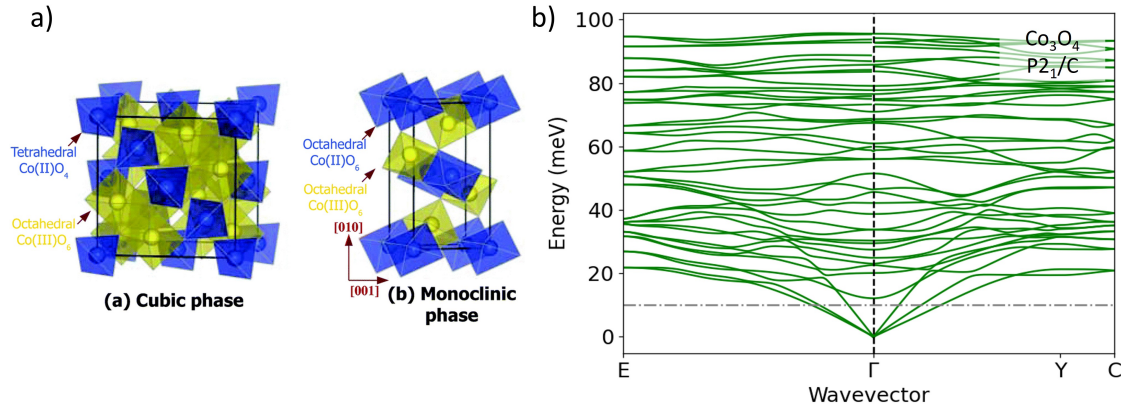 a)
Tetrahedral
Co(II)O4
Octahedral
Co(III)O6
(a) Cubic phase
Octahedral
Co(II)O6
Octahedral
Co(III)O6
[010]
[001]
(b) Monoclinic
phase
b)
Energy (meV)
100
80
60
40
20
0
Co3O4
P21/C
E
Γ
Y
C
Wavevector